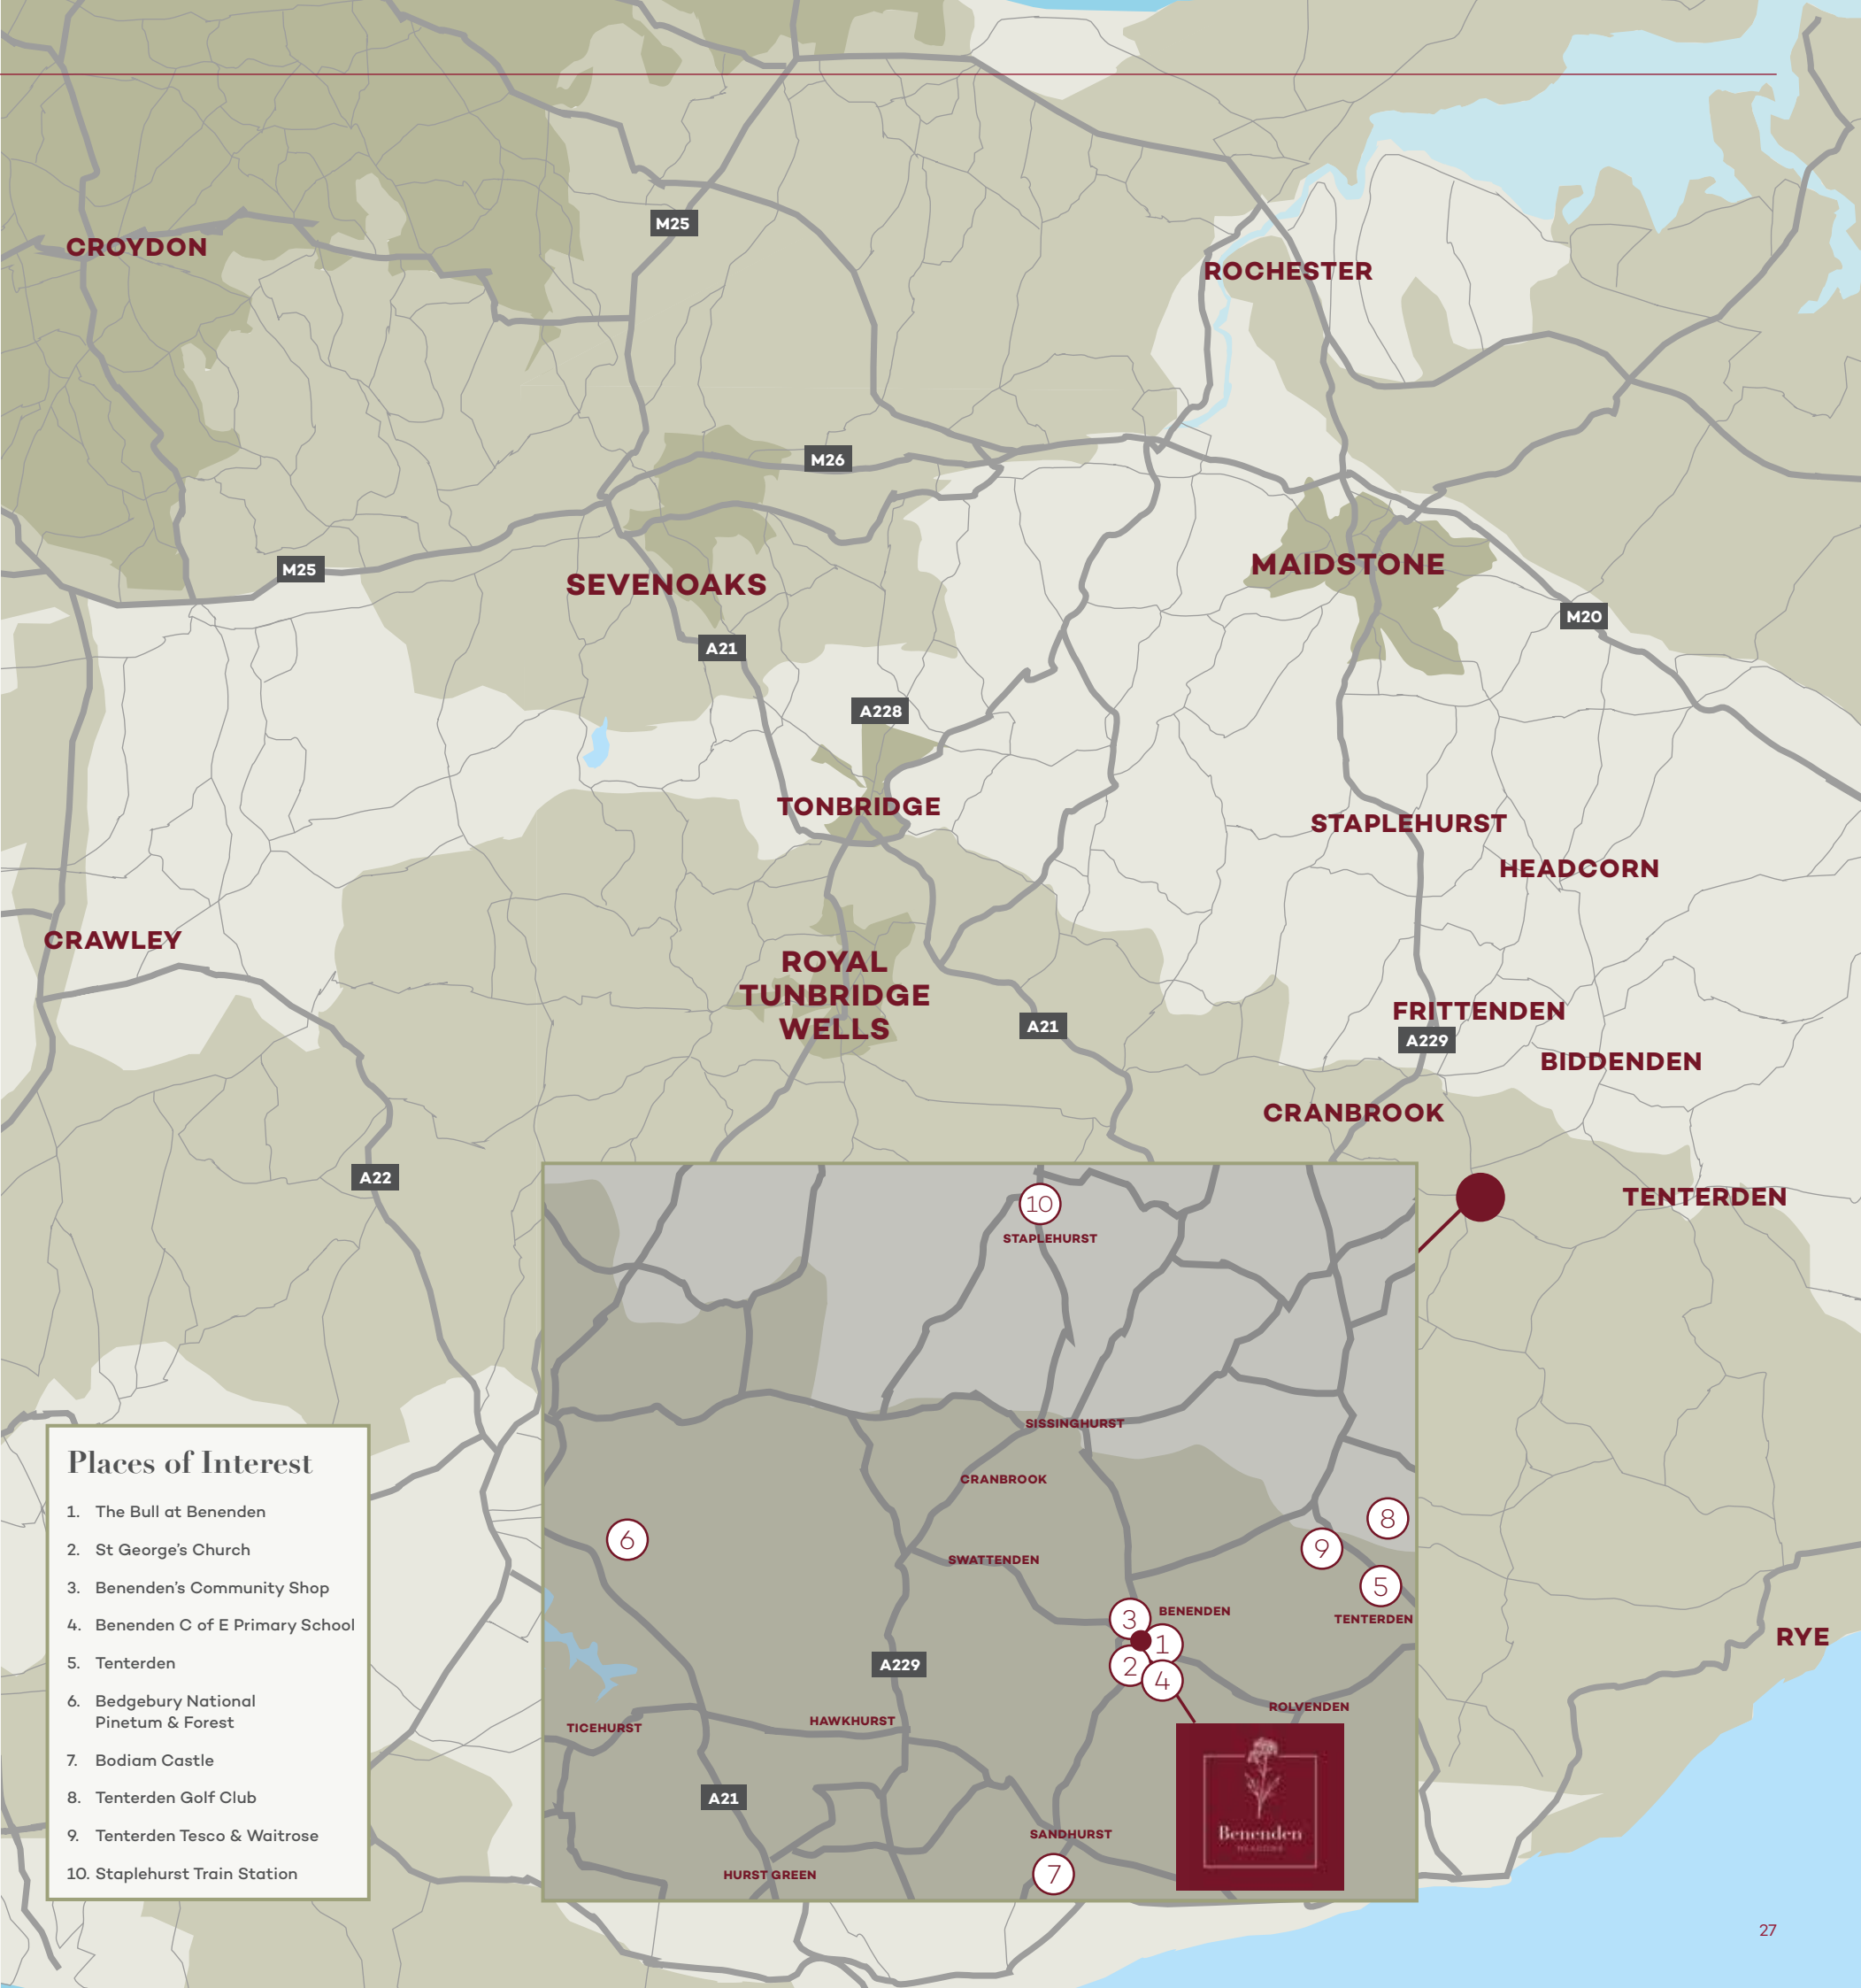 CROYDON
M25
ROCHESTER
M26
M25
SEVENOAKS
MAIDSTONE
M20
A21
A228
TONBRIDGE
STAPLEHURST
HEADCORN
CRAWLEY
ROYAL
TUNBRIDGE
WELLS
A21
FRITTENDEN
A229
BIDDENDEN
CRANBROOK
A22
TENTERDEN
RYE
10
STAPLEHURST
SISSINGHURST
CRANBROOK
6
8
9
SWATTENDEN
5
TENTERDEN
3
BENENDEN
1
2
4
A229
ROLVENDEN
TICEHURST
HAWKHURST
A21
SANDHURST
7
HURST GREEN
Benenden
MEADOWS
Places of Interest
1. The Bull at Benenden
2. St George’s Church
3. Benenden’s Community Shop
4. Benenden C of E Primary School
5. Tenterden
6. Bedgebury National
Pinetum & Forest
7. Bodiam Castle
8. Tenterden Golf Club
9. Tenterden Tesco & Waitrose
10. Staplehurst Train Station
27